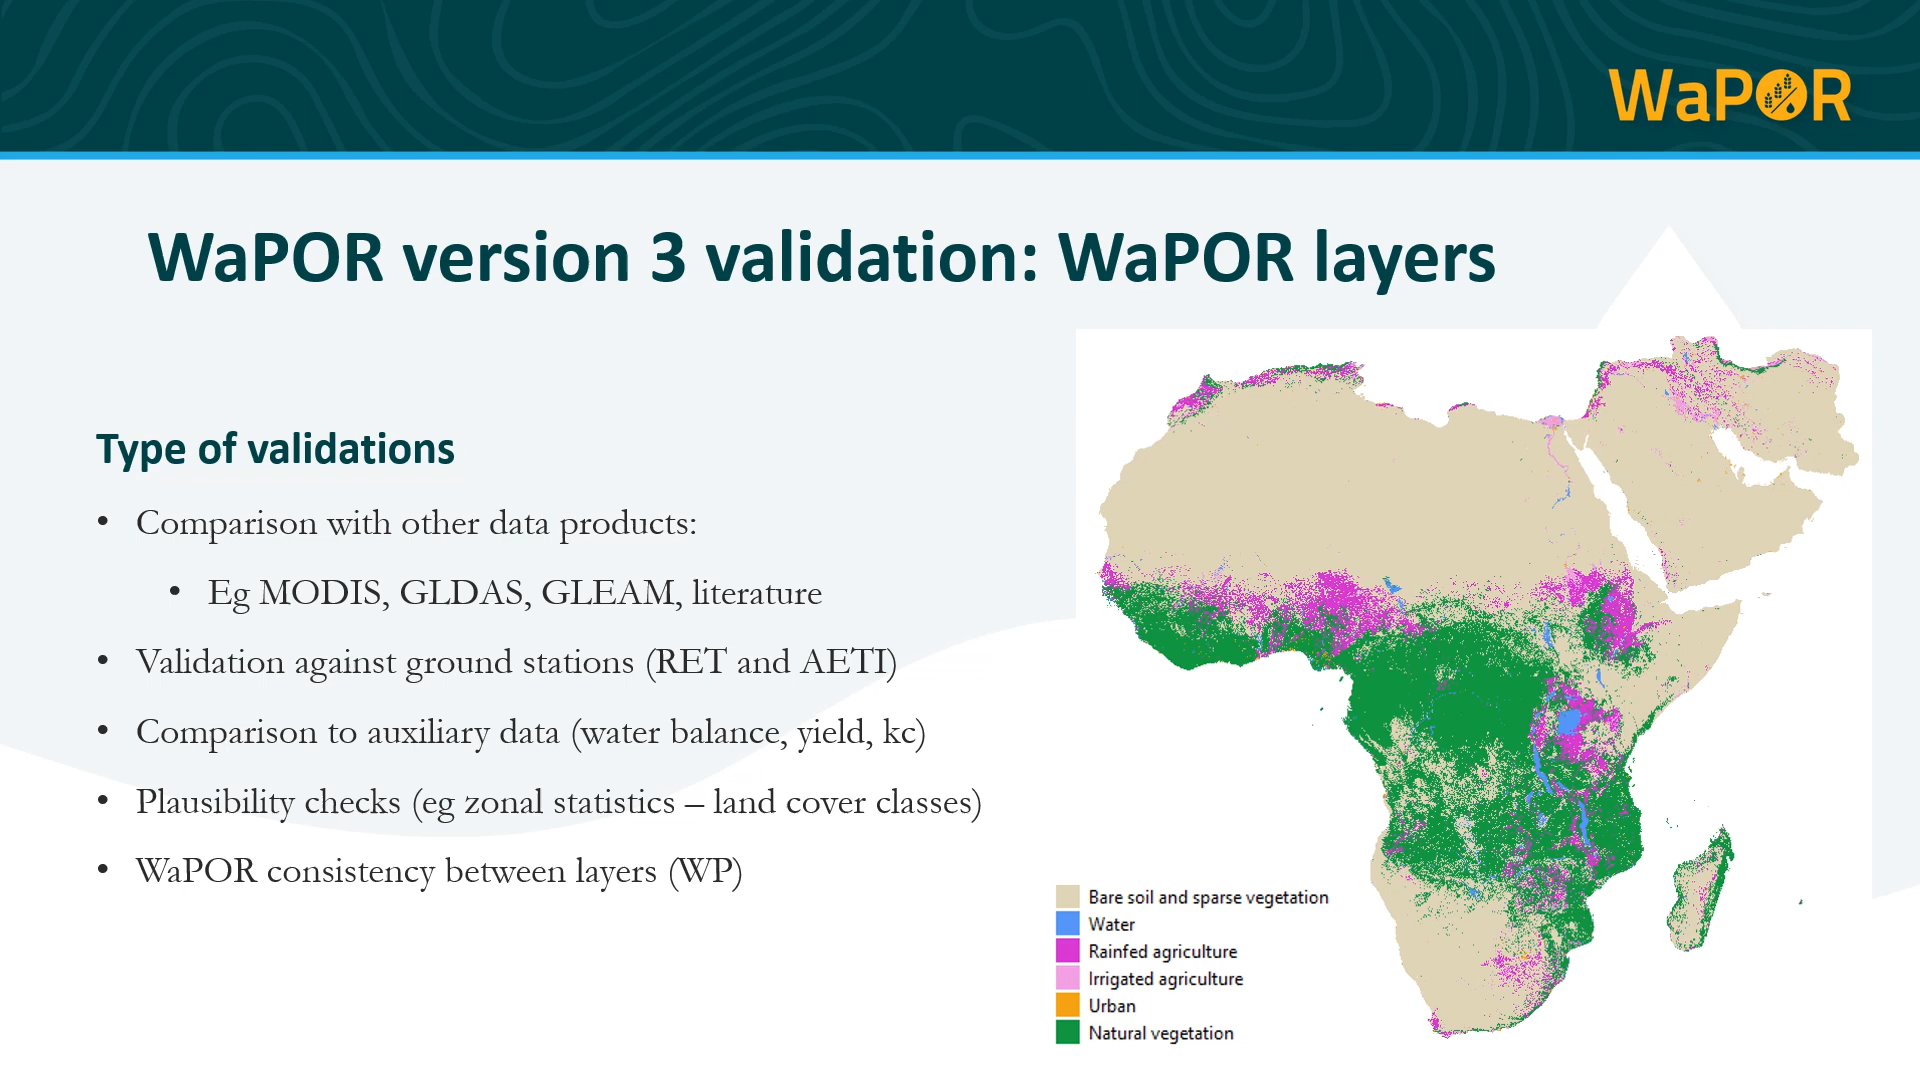 WaPOR
WaPOR version 3 validation: WaPOR layers
Type of validations
• Comparison with other data products:
• Eg MODIS, GLDAS, GLEAM, literature
• Validation against ground stations (RET and AETI)
• Comparison to auxiliary data (water balance, yield, kc)
• Plausibility checks (eg zonal statistics – land cover classes)
• WaPOR consistency between layers (WP)
Bare soil and sparse vegetation
Water
Rainfed agriculture
Irrigated agriculture
Urban
Natural vegetation